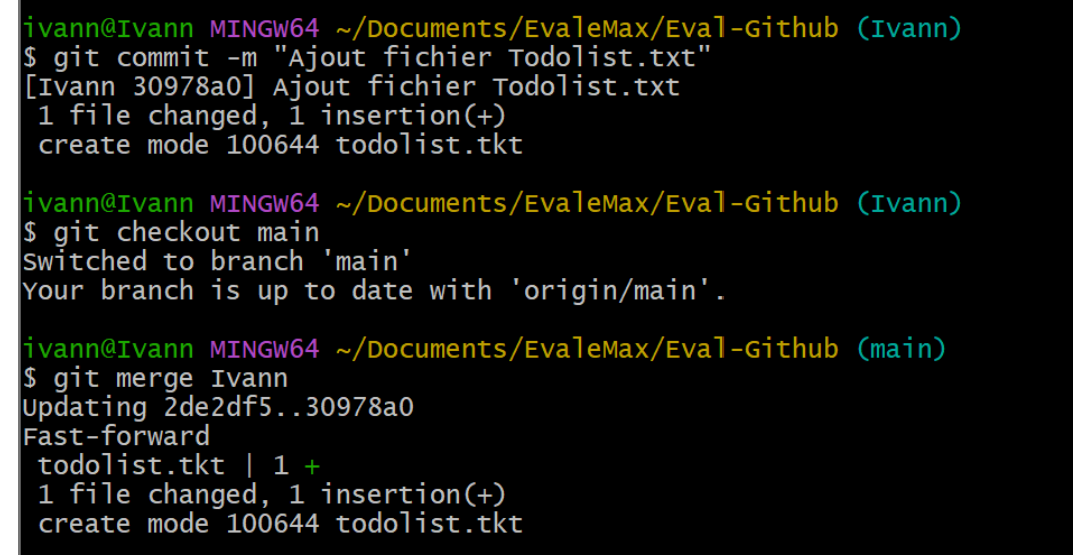 ivann@Ivann MINGW64 ~/Documents/EvaleMax/Eval-Github (Ivann)
$ git commit -m "Ajout fichier Todolist.txt"
[Ivann 30978a0] Ajout fichier Todolist.txt
 1 file changed, 1 insertion(+)
 create mode 100644 todolist.tkt

ivann@Ivann MINGW64 ~/Documents/EvaleMax/Eval-Github (Ivann)
$ git checkout main
Switched to branch 'main'
Your branch is up to date with 'origin/main'.

ivann@Ivann MINGW64 ~/Documents/EvaleMax/Eval-Github (main)
$ git merge Ivann
Updating 2de2df5..30978a0
Fast-forward
 todolist.tkt | 1 +
 1 file changed, 1 insertion(+)
 create mode 100644 todolist.tkt